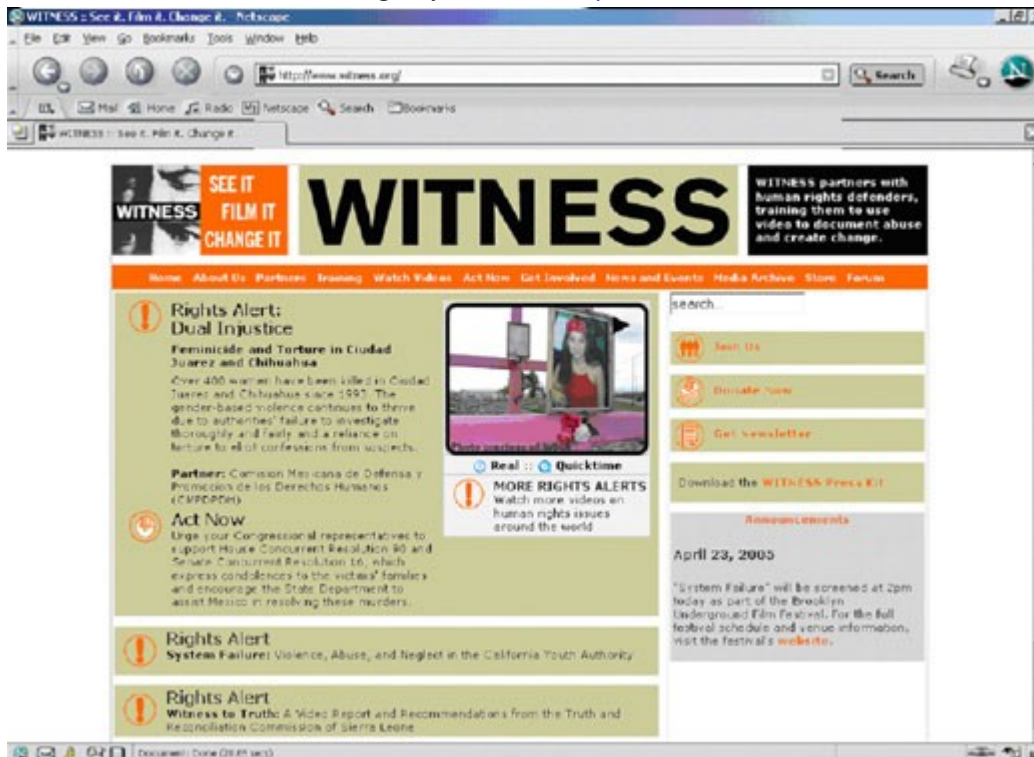 WITNESS :: See it. Film it. Change it. - Netscape
File Edit View Go Bookmarks Tools Window Help
http://www.witness.org/
Search
Mail Home Radio Netscape Search Bookmarks
WITNESS :: See it. Film it. Change it.
WITNESS
SEE IT
FILM IT
CHANGE IT
WITNESS
WITNESS partners with
human rights defenders,
training them to use
video to document abuse
and create change.
Home About Us Partners Training Watch Videos Act Now Get Involved News and Events Media Archive Store Forum
Rights Alert:
Dual Injustice
Feminicide and Torture in Ciudad
Juarez and Chihuahua
Over 400 women have been killed in Ciudad
Juarez and Chihuahua since 1993. The
gender-based violence continues to thrive
due to authorities' failure to investigate
thoroughly and fairly and a reliance on
torture to elicit confessions from suspects.
Partner: Comision Mexicana de Defensa y
Promocion de los Derechos Humanos
(CMPDPDH)
Act Now
Urge your Congressional representatives to
support House Concurrent Resolution 90 and
Senate Concurrent Resolution 16, which
express condolences to the victims' families
and encourage the State Department to
assist Mexico in resolving these murders.
Photo courtesy of
Real :: Quicktime
MORE RIGHTS ALERTS
Watch more videos on
human rights issues
around the world
Rights Alert
System Failure: Violence, Abuse, and Neglect in the California Youth Authority
Rights Alert
Witness to Truth: A Video Report and Recommendations from the Truth and
Reconciliation Commission of Sierra Leone
search...
Join Us
Donate Now
Get Newsletter
Download the WITNESS Press Kit
Announcements
April 23, 2005
"System Failure" will be screened at 2pm
today as part of the Brooklyn
Underground Film Festival. For the full
festival schedule and venue information,
visit the festival's website.
Document: Done